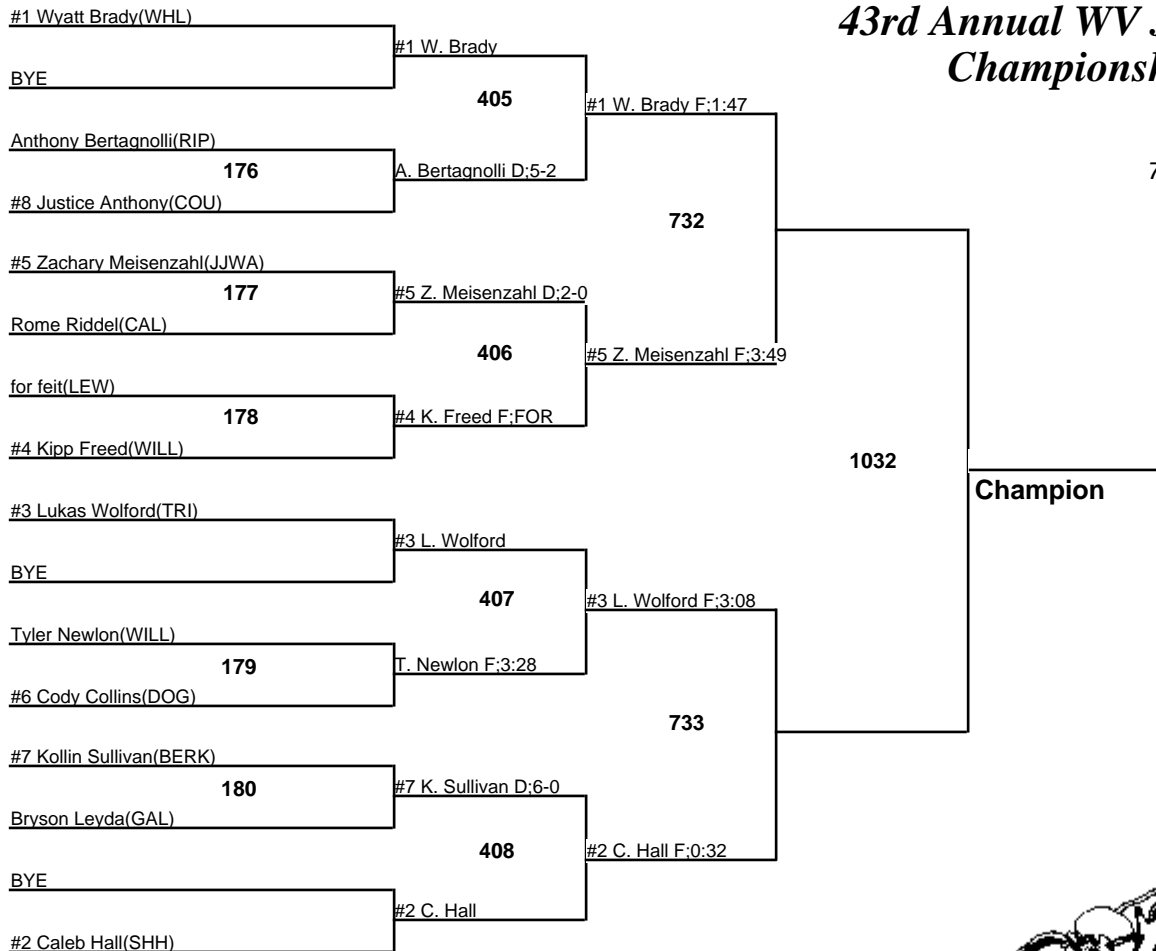 #1 Wyatt Brady(WHL)
BYE
Anthony Bertagnolli(RIP)
176
#8 Justice Anthony(COU)
#5 Zachary Meisenzahl(JJWA)
177
Rome Riddel(CAL)
for feit(LEW)
178
#4 Kipp Freed(WILL)
#3 Lukas Wolford(TRI)
BYE
Tyler Newlon(WILL)
179
#6 Cody Collins(DOG)
#7 Kollin Sullivan(BERK)
180
Bryson Leyda(GAL)
BYE
#2 Caleb Hall(SHH)
#1 W. Brady
405
A. Bertagnolli D;5-2
#5 Z. Meisenzahl D;2-0
406
#4 K. Freed F;FOR
#3 L. Wolford
407
T. Newlon F;3:28
#7 K. Sullivan D;6-0
408
#2 C. Hall
#1 W. Brady F;1:47
732
#5 Z. Meisenzahl F;3:49
#3 L. Wolford F;3:08
733
#2 C. Hall F;0:32
1032
Champion
43rd Annual WV
7